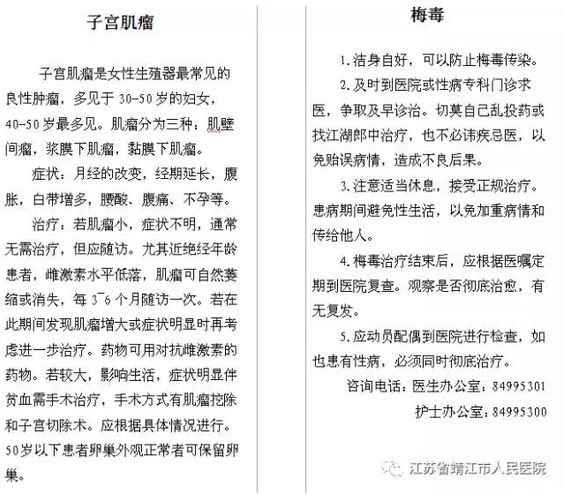 子宫肌瘤
子宫肌瘤是女性生殖器最常见的
良性肿瘤，多见于 30-50 岁的妇女，
40-50 岁最多见。肌瘤分为三种：肌壁
间瘤，浆膜下肌瘤，黏膜下肌瘤。
症状：月经的改变，经期延长，腹
胀，白带增多，腰酸、腹痛、不孕等。
治疗：若肌瘤小，症状不明，通常
无需治疗，但应随访。尤其近绝经年龄
患者，雌激素水平低落，肌瘤可自然萎
缩或消失，每 3~6 个月随访一次。若在
此期间发现肌瘤增大或症状明显时再考
虑进一步治疗。药物可用对抗雌激素的
药物。若较大，影响生活，症状明显伴
贫血需手术治疗，手术方式有肌瘤挖除
和子宫切除术。应根据具体情况进行。
50岁以下患者卵巢外观正常者可保留卵
巢。
梅毒
1.洁身自好，可以防止梅毒传染。
2.及时到医院或性病专科门诊求
医，争取及早诊治。切莫自己乱投药或
找江湖郎中治疗，也不必讳疾忌医，以
免贻误病情，造成不良后果。
3.注意适当休息，接受正规治疗。
患病期间避免性生活，以免加重病情和
传给他人。
4.梅毒治疗结束后，应根据医嘱定
期到医院复查。观察是否彻底治愈，有
无复发。
5.应动员配偶到医院进行检查，如
也患有性病，必须同时彻底治疗。
咨询电话：医生办公室：84995301
护士办公室：84995300
江苏省靖江市人民医院